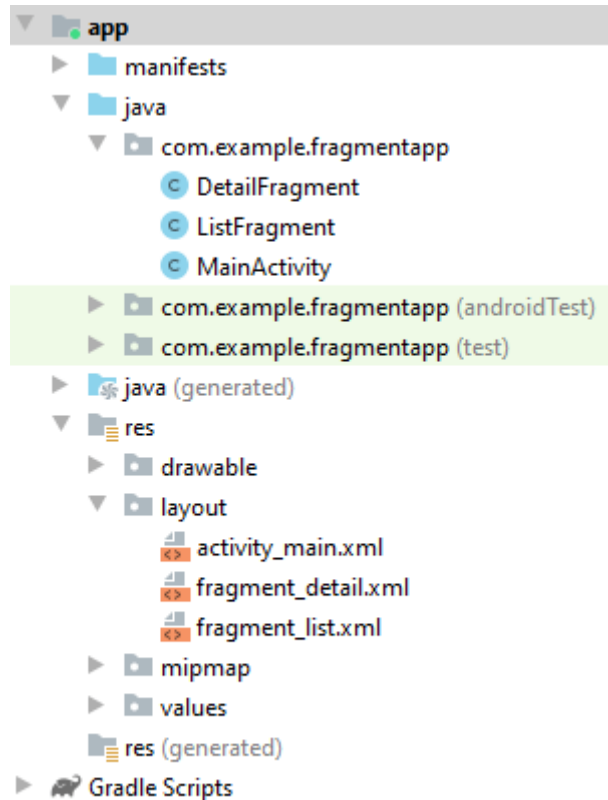 app
manifests
java
com.example.fragmentapp
DetailFragment
ListFragment
MainActivity
com.example.fragmentapp (androidTest)
com.example.fragmentapp (test)
java (generated)
res
drawable
layout
activity_main.xml
fragment_detail.xml
fragment_list.xml
mipmap
values
res (generated)
Gradle Scripts